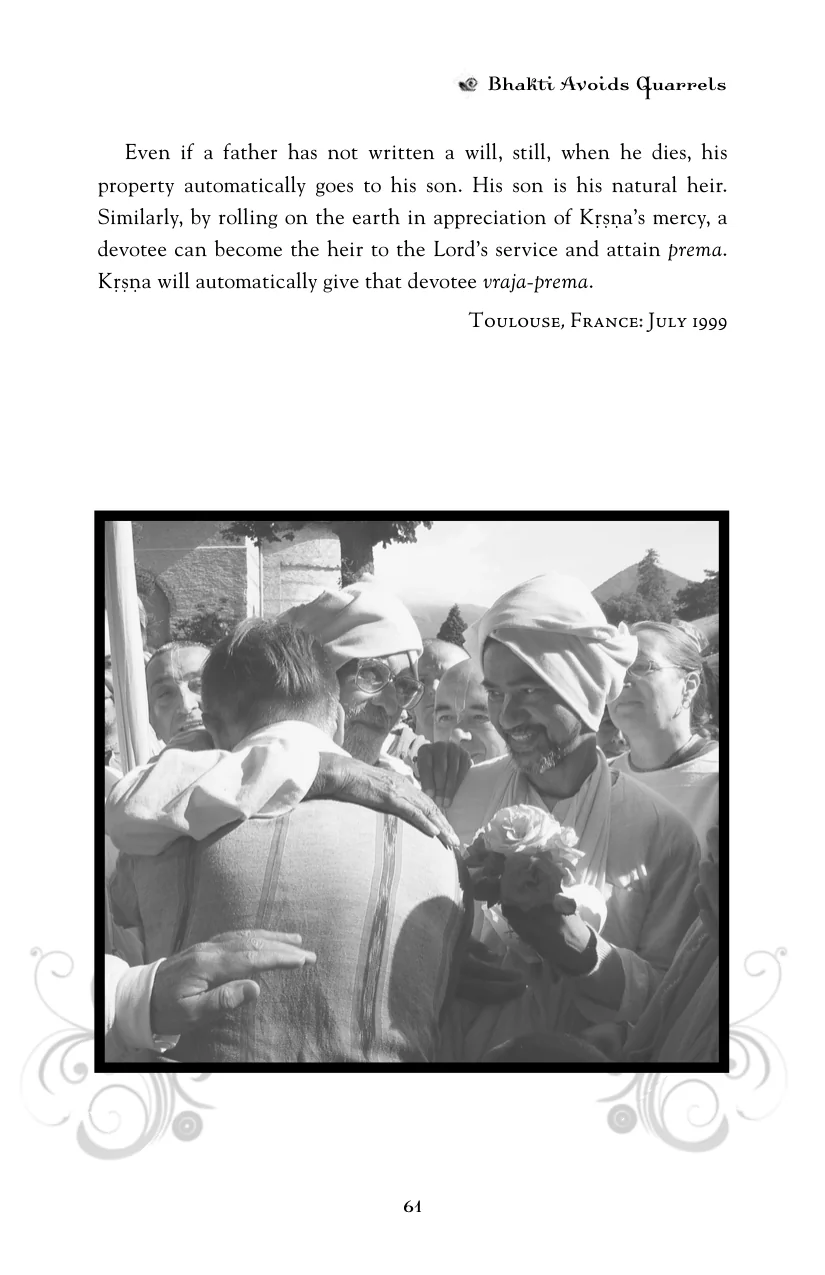 Bhakti Avoids Quarrels
Even if a father has not written a will, still, when he dies, his
property automatically goes to his son. His son is his natural heir.
Similarly, by rolling on the earth in appreciation of Kṛṣṇa’s mercy, a
devotee can become the heir to the Lord’s service and attain prema.
Kṛṣṇa will automatically give that devotee vraja-prema.
Toulouse, France: July 1999
61